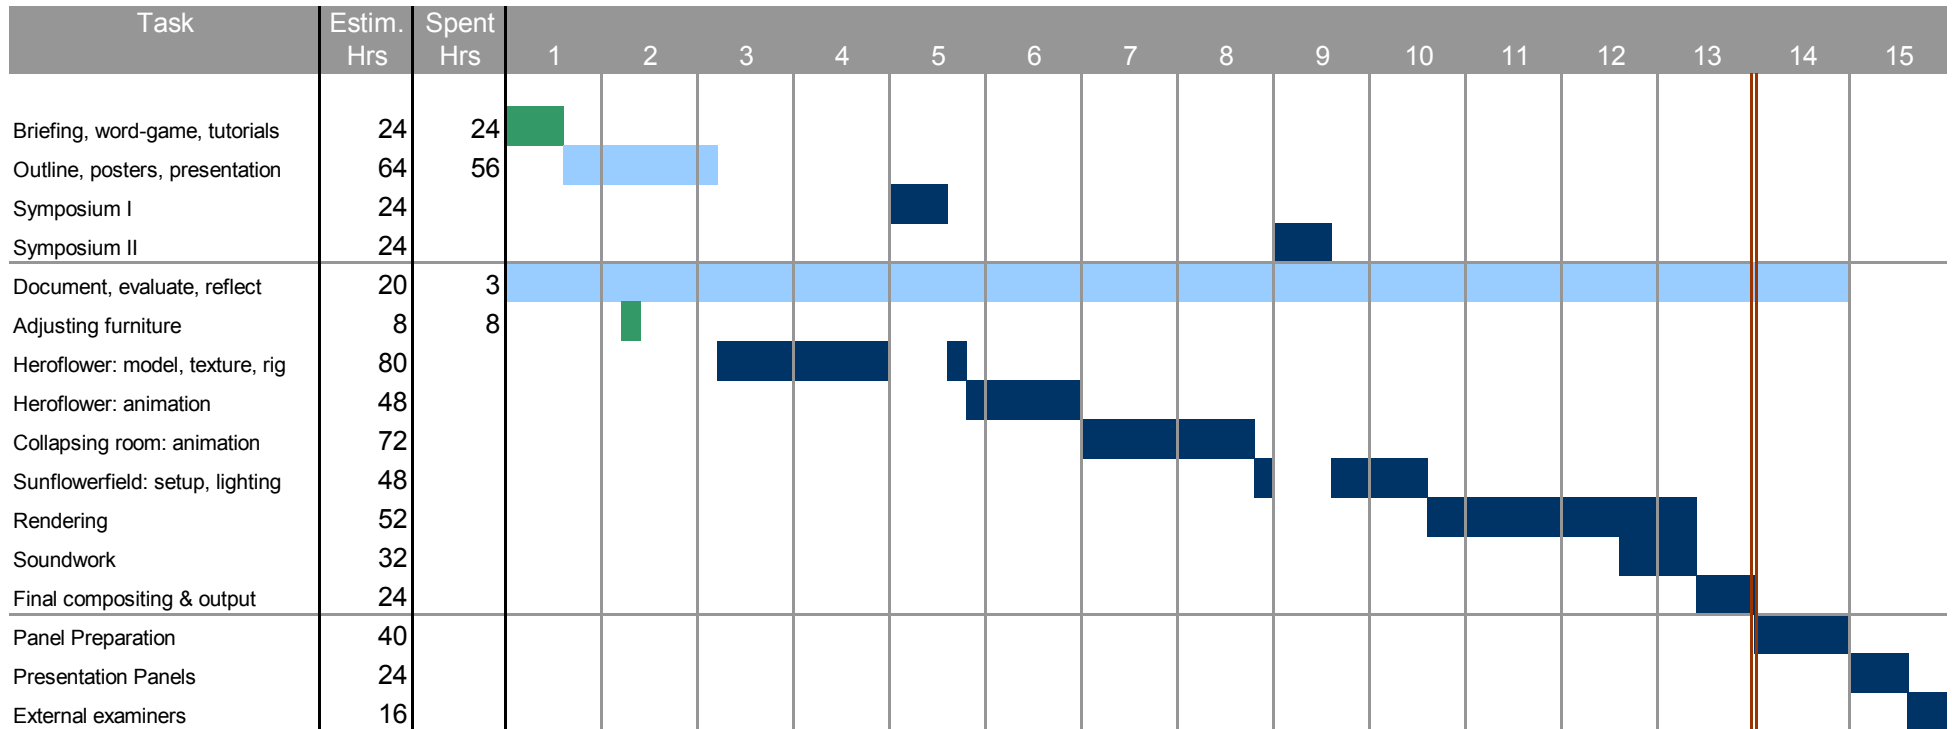 Task Estim. Spent
Hrs Hrs 1 2 3 4 5 6 7 8 9 10 11 12 13 14 15
Briefing, word-game, tutorials 24 24
Outline, posters, presentation 64 56
Symposium I 24
Symposium II 24
Document, evaluate, reflect 20 3
Adjusting furniture 8 8
Heroflower: model, texture, rig 80
Heroflower: animation 48
Collapsing room: animation 72
Sunflowerfield: setup, lighting 48
Rendering 52
Soundwork 32
Final compositing & output 24
Panel Preparation 40
Presentation Panels 24
External examiners 16